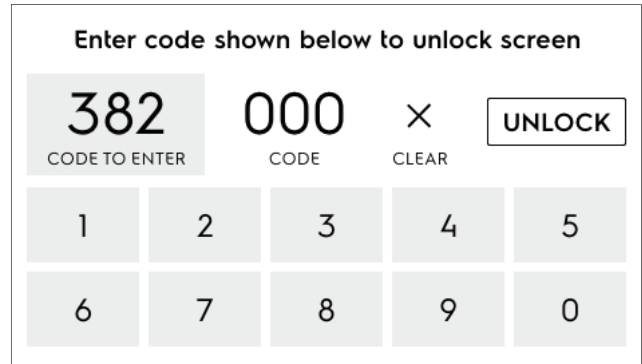 Enter code shown below to unlock screen
382 000 × UNLOCK
CODE TO ENTER CODE CLEAR
1 2 3 4 5
6 7 8 9 0